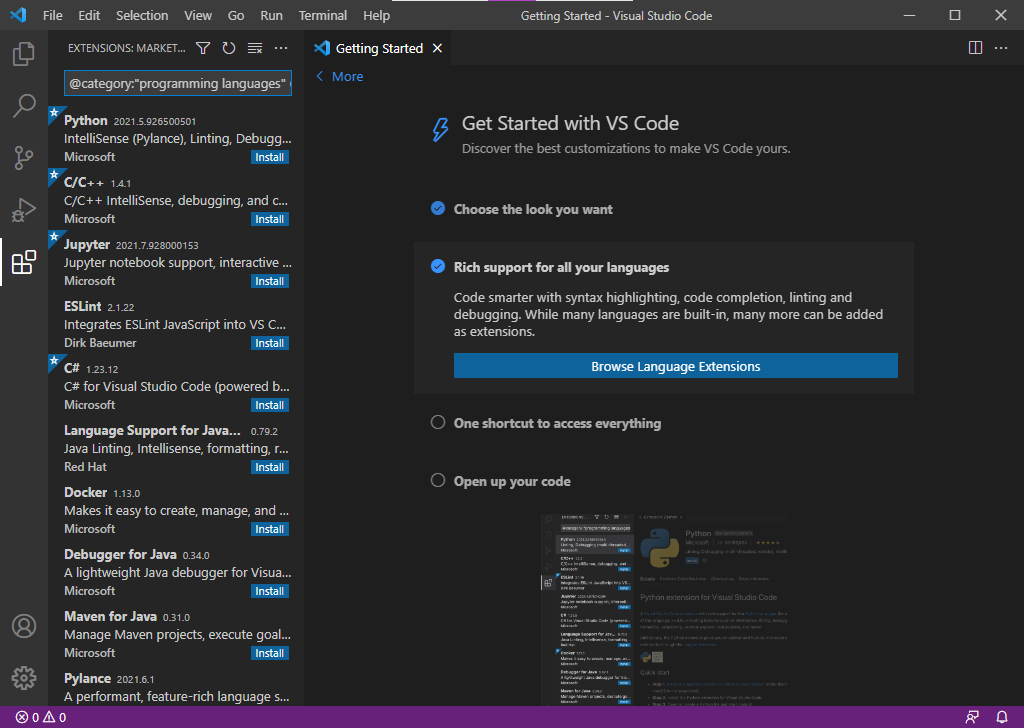 File Edit Selection View Go Run Terminal Help Getting Started - Visual Studio Code
EXTENSIONS: MARKET...
@category:"programming languages"
Python 2021.5.926500501
IntelliSense (Pylance), Linting, Debugg...
Microsoft Install
C/C++ 1.4.1
C/C++ IntelliSense, debugging, and c...
Microsoft Install
Jupyter 2021.7.928000153
Jupyter notebook support, interactive ...
Microsoft Install
ESLint 2.1.22
Integrates ESLint JavaScript into VS C...
Dirk Baeumer Install
C# 1.23.12
C# for Visual Studio Code (powered b...
Microsoft Install
Language Support for Java... 0.79.2
Java Linting, Intellisense, formatting, r...
Red Hat Install
Docker 1.13.0
Makes it easy to create, manage, and ...
Microsoft Install
Debugger for Java 0.34.0
A lightweight Java debugger for Visua...
Microsoft Install
Maven for Java 0.31.0
Manage Maven projects, execute goal...
Microsoft Install
Pylance 2021.6.1
A performant, feature-rich language s...
Getting Started
More
Get Started with VS Code
Discover the best customizations to make VS Code yours.
Choose the look you want
Rich support for all your languages
Code smarter with syntax highlighting, code completion, linting and
debugging. While many languages are built-in, many more can be added
as extensions.
Browse Language Extensions
One shortcut to access everything
Open up your code
Python
Python extension for Visual Studio Code
Quick start
0 0